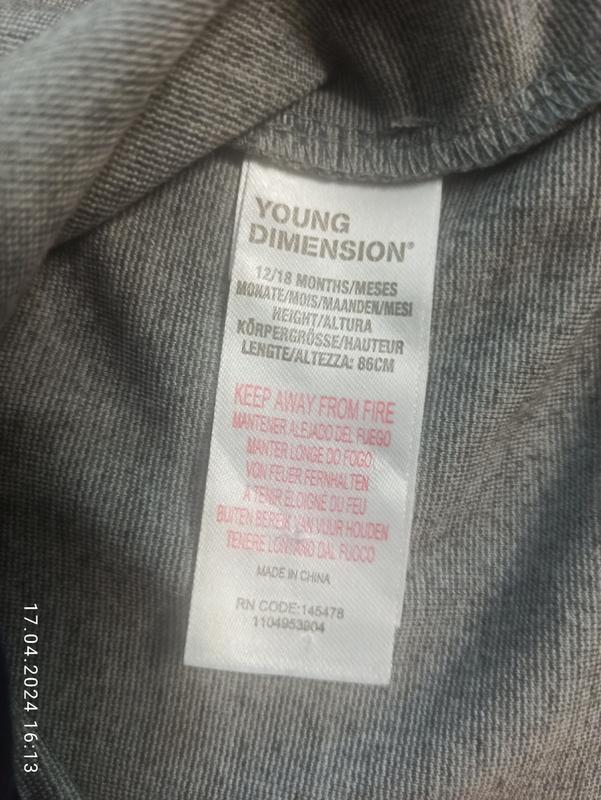 YOUNG
DIMENSION®
12/18 MONTHS/MESES
MONATE/MOIS/MAANDEN/MESI
HEIGHT/ALTURA
KÖRPERGRÖSSE/HAUTEUR
LENGTE/ALTEZZA: 86CM
KEEP AWAY FROM FIRE
MANTENER ALEJADO DEL FUEGO
MANTER LONGE DO FOGO
VON FEUER FERNHALTEN
A TENIR ÉLOIGNÉ DU FEU
BUITEN BEREIK VAN VUUR HOUDEN
TENERE LONTANO DAL FUOCO
MADE IN CHINA
RN CODE:145478
1104953904
17.04.2024 16:13